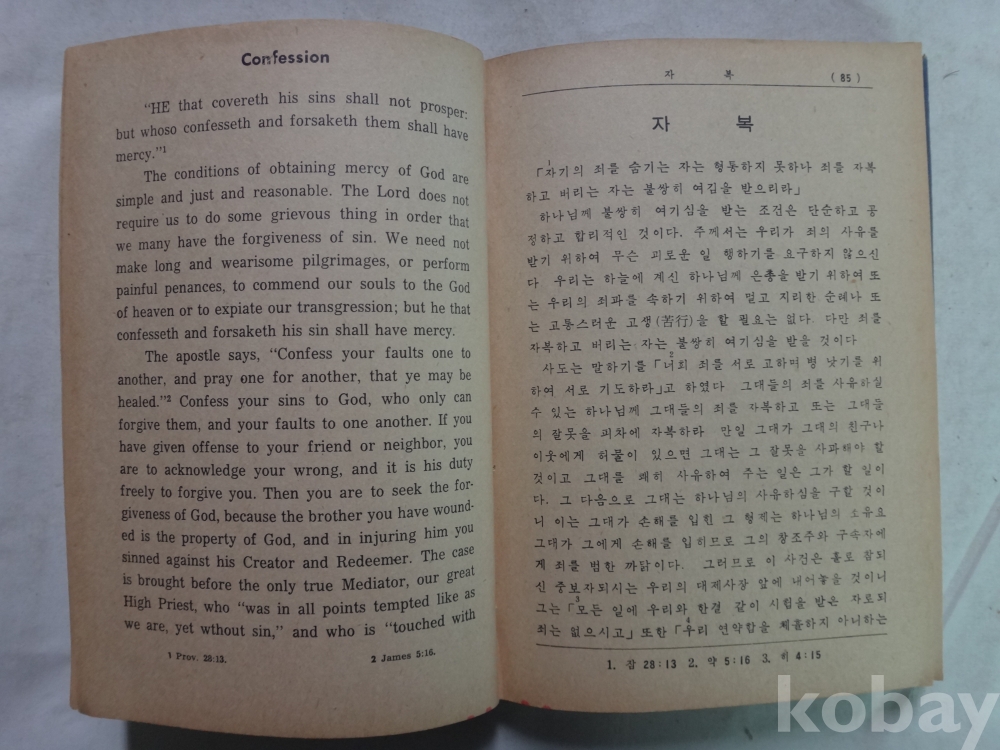 Confession
"HE that covereth his sins shall not prosper:
but whoso confesseth and forsaketh them shall have
mercy."1
The conditions of obtaining mercy of God are
simple and just and reasonable. The Lord does not
require us to do some grievous thing in order that
we many have the forgiveness of sin. We need not
make long and wearisome pilgrimages, or perform
painful penances, to commend our souls to the God
of heaven or to expiate our transgression; but he that
confesseth and forsaketh his sin shall have mercy.
The apostle says, "Confess your faults one to
another, and pray one for another, that ye may be
healed."2 Confess your sins to God, who only can
forgive them, and your faults to one another. If you
have given offense to your friend or neighbor, you
are to acknowledge your wrong, and it is his duty
freely to forgive you. Then you are to seek the for-
giveness of God, because the brother you have wound-
ed is the property of God, and in injuring him you
sinned against his Creator and Redeemer. The case
is brought before the only true Mediator, our great
High Priest, who "was in all points tempted like as
we are, yet wthout sin," and who is "touched with
1 Prov. 28:13. 2 James 5:16.
자 복 (85)
자 복
1
「자기의 죄를 숨기는 자는 형통하지 못하나 죄를 자복
하고 버리는 자는 불쌍히 여김을 받으리라」
하나님께 불쌍히 여기심을 받는 조건은 단순하고 공
정하고 합리적인 것이다. 주께서는 우리가 죄의 사유를
받기 위하여 무슨 괴로운 일 행하기를 요구하지 않으신
다 우리는 하늘에 계신 하나님께 은총을 받기 위하여 또
는 우리의 죄과를 속하기 위하여 멀고 지리한 순례나 또
는 고통스러운 고생(苦行)을 할 필요는 없다. 다만 죄를
자복하고 버리는 자는 불쌍히 여기심을 받을 것이다
2
사도는 말하기를 「너희 죄를 서로 고하며 병 낫기를 위
하여 서로 기도하라」고 하였다 그대들의 죄를 사유하실
수 있는 하나님께 그대들의 죄를 자복하고 또는 그대들
의 잘못을 피차에 자복하라 만일 그대가 그대의 친구나
이웃에게 허물이 있으면 그대는 그 잘못을 사과해야 할
것이고 그대를 쾌히 사유하여 주는 일은 그가 할 일이
다. 그 다음으로 그대는 하나님의 사유하심을 구할 것이
니 이는 그대가 손해를 입힌 그 형제는 하나님의 소유요
그대가 그에게 손해를 입히므로 그의 창조주와 구속자에
게 죄를 범한 까닭이다. 그러므로 이 사건은 홀로 참되
신 중보자되시는 우리의 대제사장 앞에 내어놓을 것이니
3
그는 「모든 일에 우리와 한결 같이 시험을 받은 자로되
4
죄는 없으시고」 또한 「우리 연약함을 체휼하지 아니하는
1. 잠 28:13 2. 약 5:16 3. 히 4:15
kobay